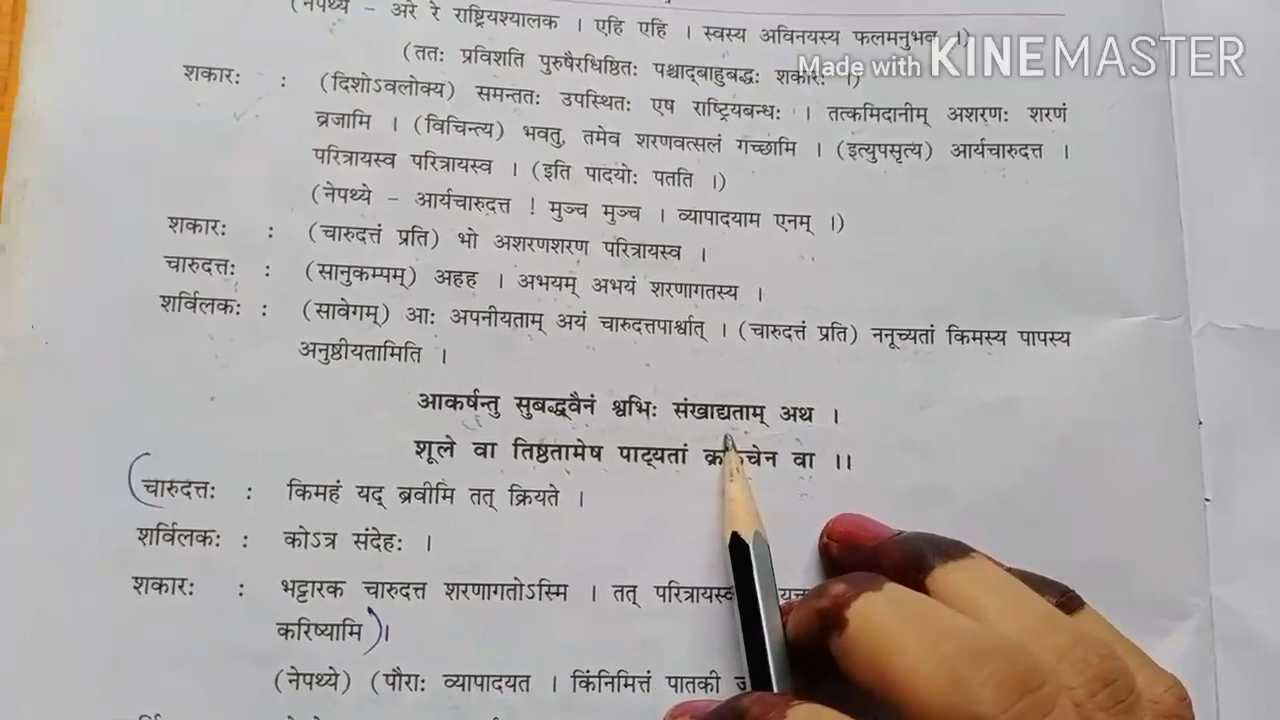 (नेपथ्ये - अरे रे राष्ट्रियश्यालक । एहि एहि । स्वस्य अविनयस्य फलमनुभव ।)
Made with KINEMASTER
(ततः प्रविशति पुरुषैरधिष्ठितः पश्चाद्बाहुबद्धः शकारः ।)
शकारः : (दिशोऽवलोक्य) समन्ततः उपस्थितः एष राष्ट्रियबन्धः । तत्कमिदानीम् अशरणः शरणं
व्रजामि । (विचिन्त्य) भवतु, तमेव शरणवत्सलं गच्छामि । (इत्युपसृत्य) आर्यचारुदत्त ।
परित्रायस्व परित्रायस्व । (इति पादयोः पतति ।)
(नेपथ्ये - आर्यचारुदत्त ! मुञ्च मुञ्च । व्यापादयाम एनम् ।)
शकारः : (चारुदत्तं प्रति) भो अशरणशरण परित्रायस्व ।
चारुदत्तः : (सानुकम्पम्) अहह । अभयम् अभयं शरणागतस्य ।
शर्विलकः : (सावेगम्) आः अपनीयताम् अयं चारुदत्तपार्श्वात् । (चारुदत्तं प्रति) ननूच्यतां किमस्य पापस्य
अनुष्ठीयतामिति ।
आकर्षन्तु सुबद्ध्वैनं श्वभिः संखाद्यताम् अथ ।
शूले वा तिष्ठतामेष पाट्यतां वा ।।
चारुदत्तः : किमहं यद् ब्रवीमि तत् क्रियते ।
शर्विलकः : कोऽत्र संदेहः ।
शकारः : भट्टारक चारुदत्त शरणागतोऽस्मि । तत् परित्रायस्व
करिष्यामि ।
(नेपथ्ये) (पौराः व्यापादयत । किंनिमित्तं पातकी